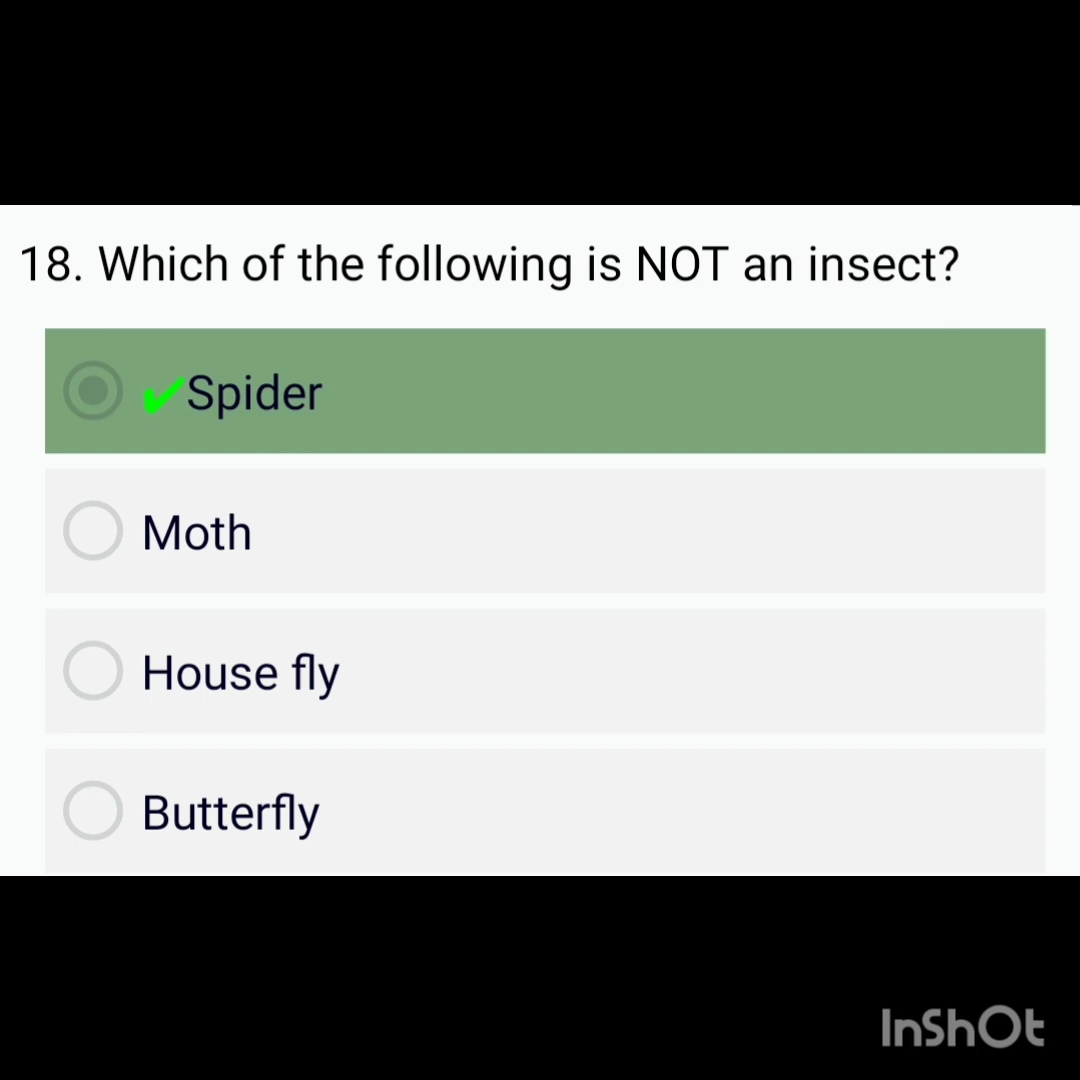 18. Which of the following is NOT an insect?
✔Spider
Moth
House fly
Butterfly
InShOt